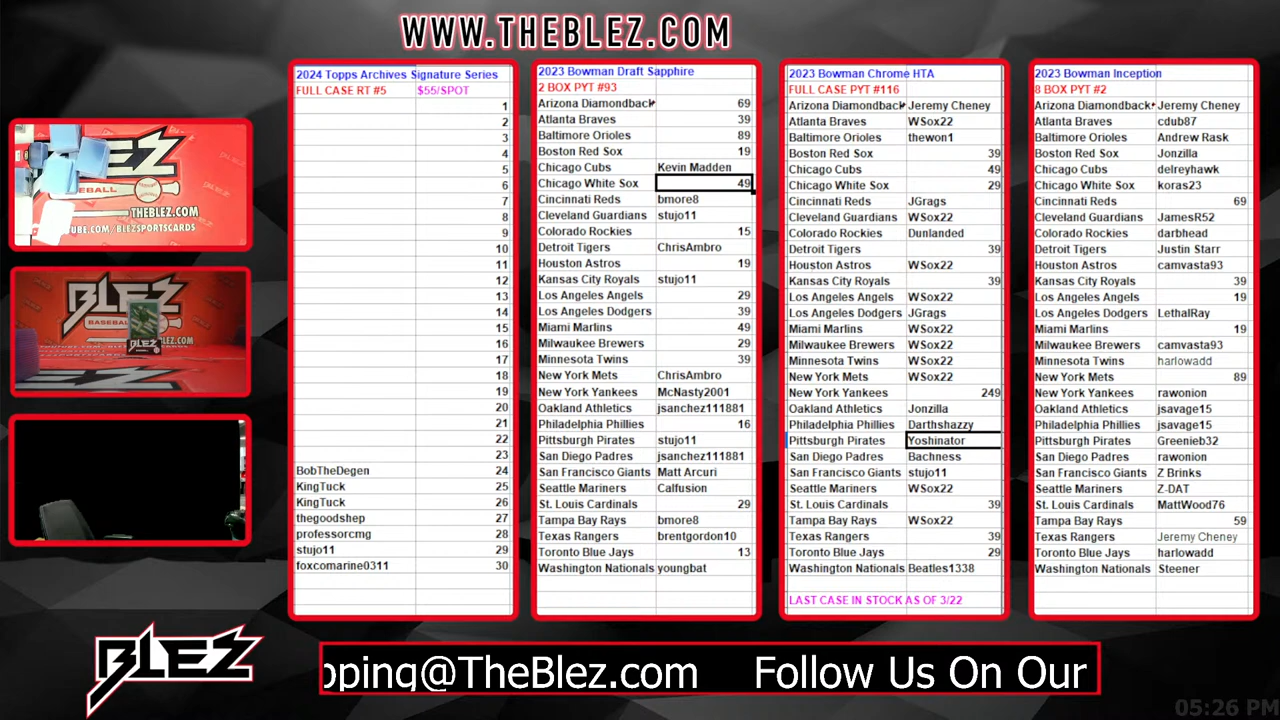 WWW.THEBLEZ.COM
2024 Topps Archives Signature Series
FULL CASE RT #5 $55/SPOT
1
2
3
4
5
6
7
8
9
10
11
12
13
14
15
16
17
18
19
20
21
22
23
BobTheDegen 24
KingTuck 25
KingTuck 26
thegoodshep 27
professorcmg 28
stujo11 29
foxcomarine0311 30
2023 Bowman Draft Sapphire
2 BOX PYT #93
Arizona Diamondback 69
Atlanta Braves 39
Baltimore Orioles 89
Boston Red Sox 19
Chicago Cubs Kevin Madden
Chicago White Sox 49
Cincinnati Reds bmore8
Cleveland Guardians stujo11
Colorado Rockies 15
Detroit Tigers ChrisAmbro
Houston Astros 19
Kansas City Royals stujo11
Los Angeles Angels 29
Los Angeles Dodgers 39
Miami Marlins 49
Milwaukee Brewers 29
Minnesota Twins 39
New York Mets ChrisAmbro
New York Yankees McNasty2001
Oakland Athletics jsanchez111881
Philadelphia Phillies 16
Pittsburgh Pirates stujo11
San Diego Padres jsanchez111881
San Francisco Giants Matt Arcuri
Seattle Mariners Calfusion
St. Louis Cardinals 29
Tampa Bay Rays bmore8
Texas Rangers brentgordon10
Toronto Blue Jays 13
Washington Nationals youngbat
2023 Bowman Chrome HTA
FULL CASE PYT #116
Arizona Diamondback Jeremy Cheney
Atlanta Braves WSox22
Baltimore Orioles thewon1
Boston Red Sox 39
Chicago Cubs 49
Chicago White Sox 29
Cincinnati Reds JGrags
Cleveland Guardians WSox22
Colorado Rockies Dunlanded
Detroit Tigers 39
Houston Astros WSox22
Kansas City Royals 39
Los Angeles Angels WSox22
Los Angeles Dodgers JGrags
Miami Marlins WSox22
Milwaukee Brewers WSox22
Minnesota Twins WSox22
New York Mets WSox22
New York Yankees 249
Oakland Athletics Jonzilla
Philadelphia Phillies Darthshazzy
Pittsburgh Pirates Yoshinator
San Diego Padres Bachness
San Francisco Giants stujo11
Seattle Mariners WSox22
St. Louis Cardinals 39
Tampa Bay Rays WSox22
Texas Rangers 39
Toronto Blue Jays 29
Washington Nationals Beatles1338
LAST CASE IN STOCK AS OF 3/22
2023 Bowman Inception
8 BOX PYT #2
Arizona Diamondback Jeremy Cheney
Atlanta Braves cdub87
Baltimore Orioles Andrew Rask
Boston Red Sox Jonzilla
Chicago Cubs delreyhawk
Chicago White Sox koras23
Cincinnati Reds 69
Cleveland Guardians JamesR52
Colorado Rockies darbhead
Detroit Tigers Justin Starr
Houston Astros camvasta93
Kansas City Royals 39
Los Angeles Angels 19
Los Angeles Dodgers LethalRay
Miami Marlins 19
Milwaukee Brewers camvasta93
Minnesota Twins harlowadd
New York Mets 89
New York Yankees rawonion
Oakland Athletics jsavage15
Philadelphia Phillies jsavage15
Pittsburgh Pirates Greenieb32
San Diego Padres rawonion
San Francisco Giants Z Brinks
Seattle Mariners Z-DAT
St. Louis Cardinals MattWood76
Tampa Bay Rays 59
Texas Rangers Jeremy Cheney
Toronto Blue Jays harlowadd
Washington Nationals Steener
THEBLEZ.COM
BLEZ
BASEBALL
BLEZ
BLEZ
pping@TheBlez.com Follow Us On Our
05:26 PM